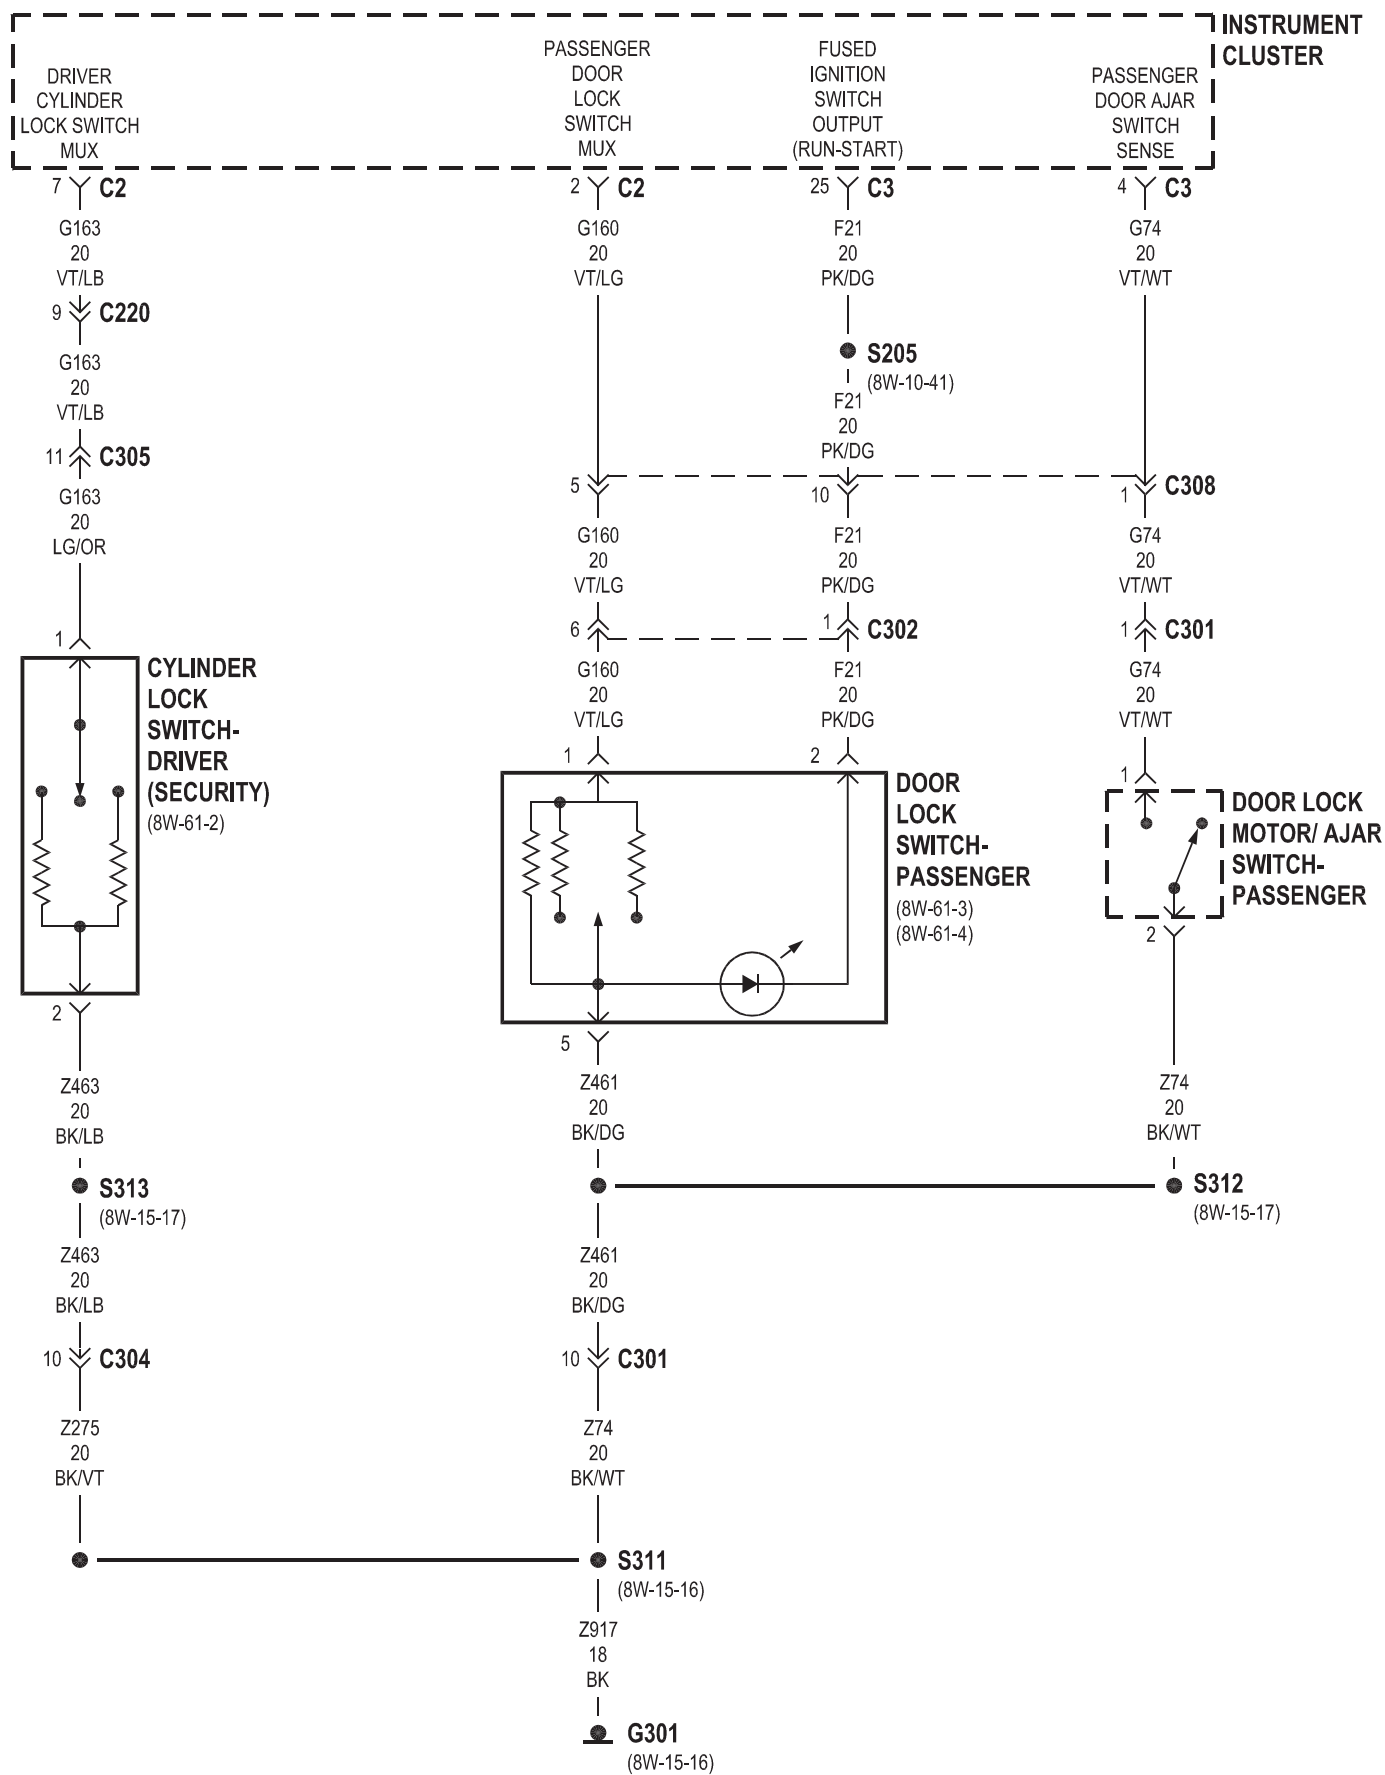 INSTRUMENT
CLUSTER
DRIVER
CYLINDER
LOCK SWITCH
MUX
PASSENGER
DOOR
LOCK
SWITCH
MUX
FUSED
IGNITION
SWITCH
OUTPUT
(RUN-START)
PASSENGER
DOOR AJAR
SWITCH
SENSE
7 C2
2 C2
25 C3
4 C3
G163
20
VT/LB
G160
20
VT/LG
F21
20
PK/DG
G74
20
VT/WT
9 C220
G163
20
VT/LB
S205
(8W-10-41)
F21
20
PK/DG
11 C305
G163
20
LG/OR
5
10
1 C308
G160
20
VT/LG
F21
20
PK/DG
G74
20
VT/WT
6
1 C302
1 C301
G160
20
VT/LG
F21
20
PK/DG
G74
20
VT/WT
1
CYLINDER
LOCK
SWITCH-
DRIVER
(SECURITY)
(8W-61-2)
1
2
DOOR
LOCK
SWITCH-
PASSENGER
(8W-61-3)
(8W-61-4)
1
DOOR LOCK
MOTOR/ AJAR
SWITCH-
PASSENGER
2
2
5
Z463
20
BK/LB
Z461
20
BK/DG
Z74
20
BK/WT
S313
(8W-15-17)
S312
(8W-15-17)
Z463
20
BK/LB
Z461
20
BK/DG
10 C304
10 C301
Z275
20
BK/VT
Z74
20
BK/WT
S311
(8W-15-16)
Z917
18
BK
G301
(8W-15-16)